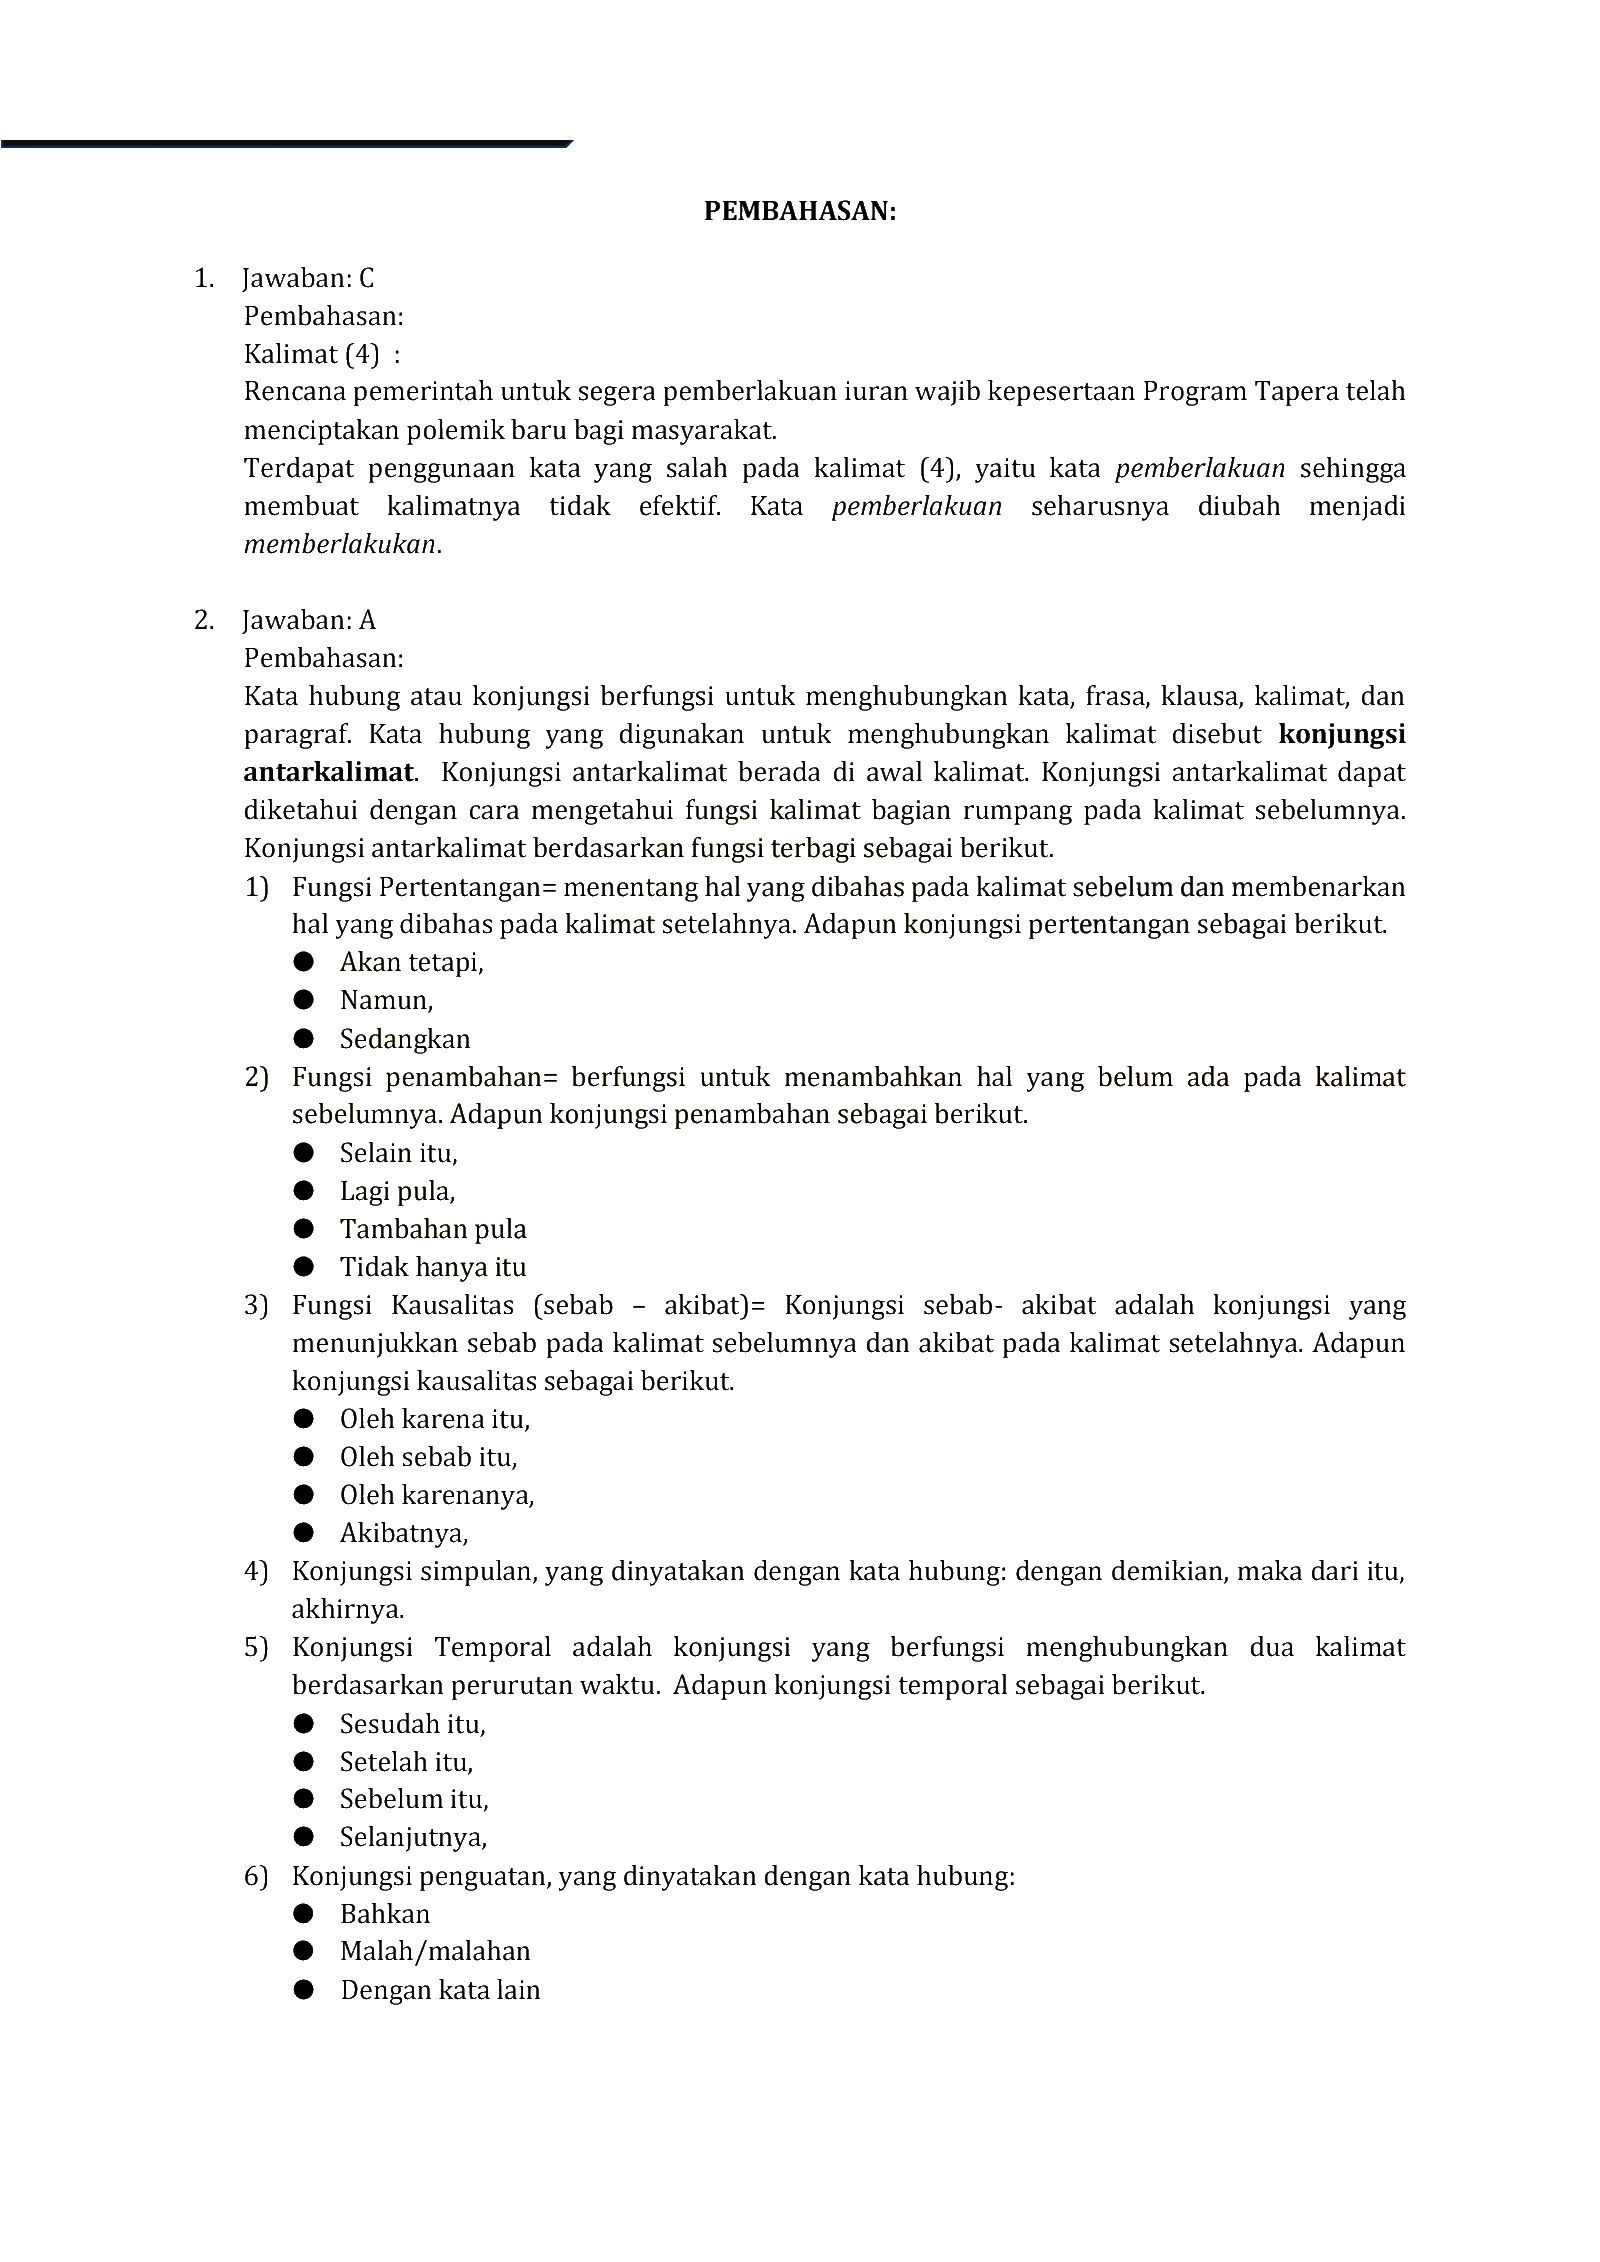 PEMBAHASAN:
1. Jawaban: C
Pembahasan:
Kalimat (4)  :
Rencana pemerintah untuk segera pemberlakuan iuran wajib kepesertaan Program Tapera telah
menciptakan polemik baru bagi masyarakat.
Terdapat penggunaan kata yang salah pada kalimat (4), yaitu kata pemberlakuan sehingga
membuat kalimatnya tidak efektif. Kata pemberlakuan seharusnya diubah menjadi
memberlakukan.
2. Jawaban: A
Pembahasan:
Kata hubung atau konjungsi berfungsi untuk menghubungkan kata, frasa, klausa, kalimat, dan
paragraf. Kata hubung yang digunakan untuk menghubungkan kalimat disebut konjungsi
antarkalimat.  Konjungsi antarkalimat berada di awal kalimat. Konjungsi antarkalimat dapat
diketahui dengan cara mengetahui fungsi kalimat bagian rumpang pada kalimat sebelumnya.
Konjungsi antarkalimat berdasarkan fungsi terbagi sebagai berikut.
1) Fungsi Pertentangan= menentang hal yang dibahas pada kalimat sebelum dan membenarkan
hal yang dibahas pada kalimat setelahnya. Adapun konjungsi pertentangan sebagai berikut.
● Akan tetapi,
● Namun,
● Sedangkan
2) Fungsi penambahan= berfungsi untuk menambahkan hal yang belum ada pada kalimat
sebelumnya. Adapun konjungsi penambahan sebagai berikut.
● Selain itu,
● Lagi pula,
● Tambahan pula
● Tidak hanya itu
3) Fungsi Kausalitas (sebab – akibat)= Konjungsi sebab- akibat adalah konjungsi yang
menunjukkan sebab pada kalimat sebelumnya dan akibat pada kalimat setelahnya. Adapun
konjungsi kausalitas sebagai berikut.
● Oleh karena itu,
● Oleh sebab itu,
● Oleh karenanya,
● Akibatnya,
4) Konjungsi simpulan, yang dinyatakan dengan kata hubung: dengan demikian, maka dari itu,
akhirnya.
5) Konjungsi Temporal adalah konjungsi yang berfungsi menghubungkan dua kalimat
berdasarkan perurutan waktu.  Adapun konjungsi temporal sebagai berikut.
● Sesudah itu,
● Setelah itu,
● Sebelum itu,
● Selanjutnya,
6) Konjungsi penguatan, yang dinyatakan dengan kata hubung:
● Bahkan
● Malah/malahan
● Dengan kata lain